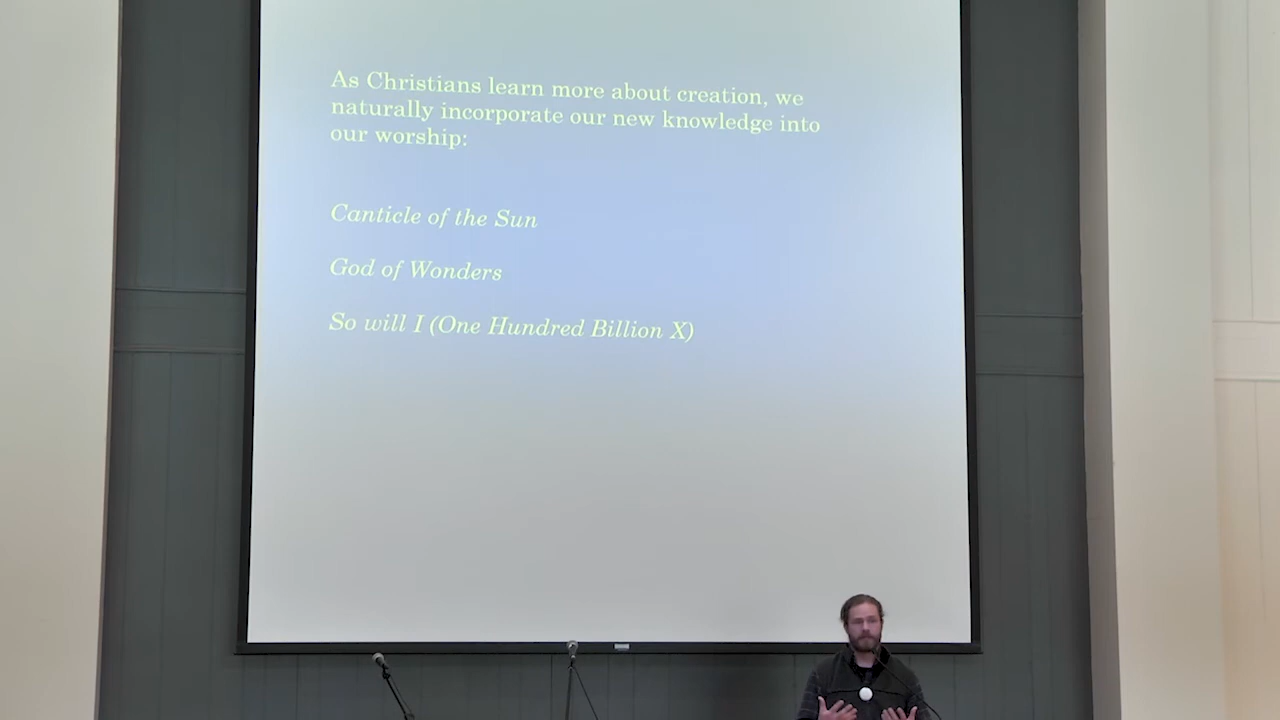 As Christians learn more about creation, we
naturally incorporate our new knowledge into
our worship:
Canticle of the Sun
God of Wonders
So will I (One Hundred Billion X)